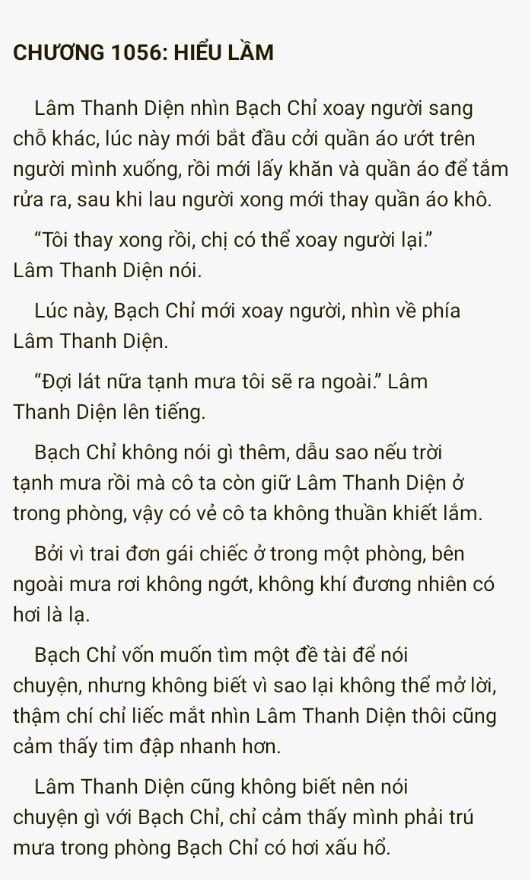 CHƯƠNG 1056: HIỂU LẦM
Lâm Thanh Diện nhìn Bạch Chỉ xoay người sang
chỗ khác, lúc này mới bắt đầu cởi quần áo ướt trên
người mình xuống, rồi mới lấy khăn và quần áo để tắm
rửa ra, sau khi lau người xong mới thay quần áo khô.
“Tôi thay xong rồi, chị có thể xoay người lại.”
Lâm Thanh Diện nói.
Lúc này, Bạch Chỉ mới xoay người, nhìn về phía
Lâm Thanh Diện.
“Đợi lát nữa tạnh mưa tôi sẽ ra ngoài.” Lâm
Thanh Diện lên tiếng.
Bạch Chỉ không nói gì thêm, dẫu sao nếu trời
tạnh mưa rồi mà cô ta còn giữ Lâm Thanh Diện ở
trong phòng, vậy có vẻ cô ta không thuần khiết lắm.
Bởi vì trai đơn gái chiếc ở trong một phòng, bên
ngoài mưa rơi không ngớt, không khí đương nhiên có
hơi là lạ.
Bạch Chỉ vốn muốn tìm một đề tài để nói
chuyện, nhưng không biết vì sao lại không thể mở lời,
thậm chí chỉ liếc mắt nhìn Lâm Thanh Diện thôi cũng
cảm thấy tim đập nhanh hơn.
Lâm Thanh Diện cũng không biết nên nói
chuyện gì với Bạch Chỉ, chỉ cảm thấy mình phải trú
mưa trong phòng Bạch Chỉ có hơi xấu hổ.